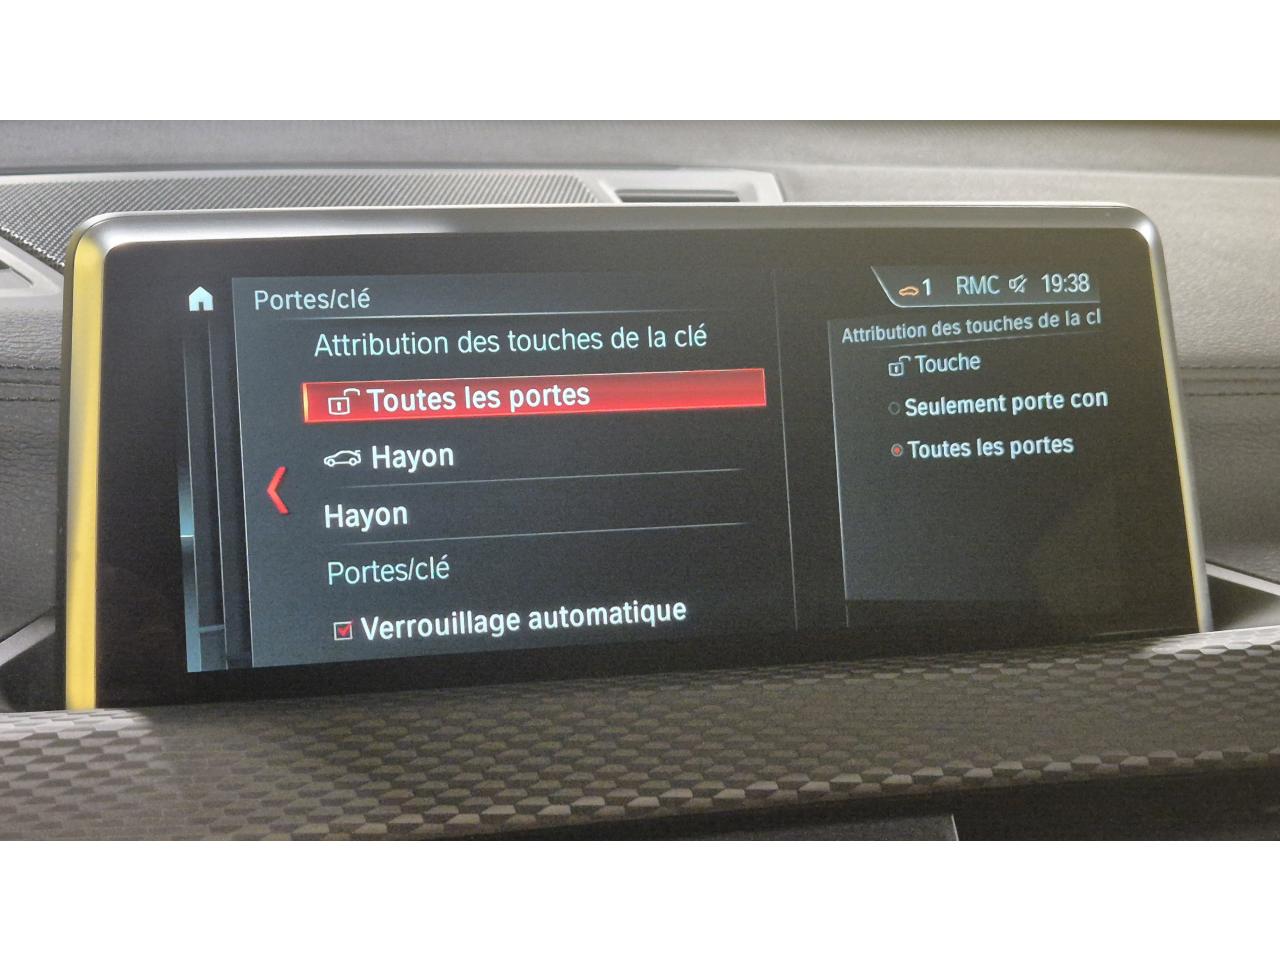 Portes/clé
1 RMC 19:38
Attribution des touches de la clé
Toutes les portes
Hayon
Hayon
Portes/clé
Verrouillage automatique
Attribution des touches de la cl
Touche
Seulement porte con
Toutes les portes